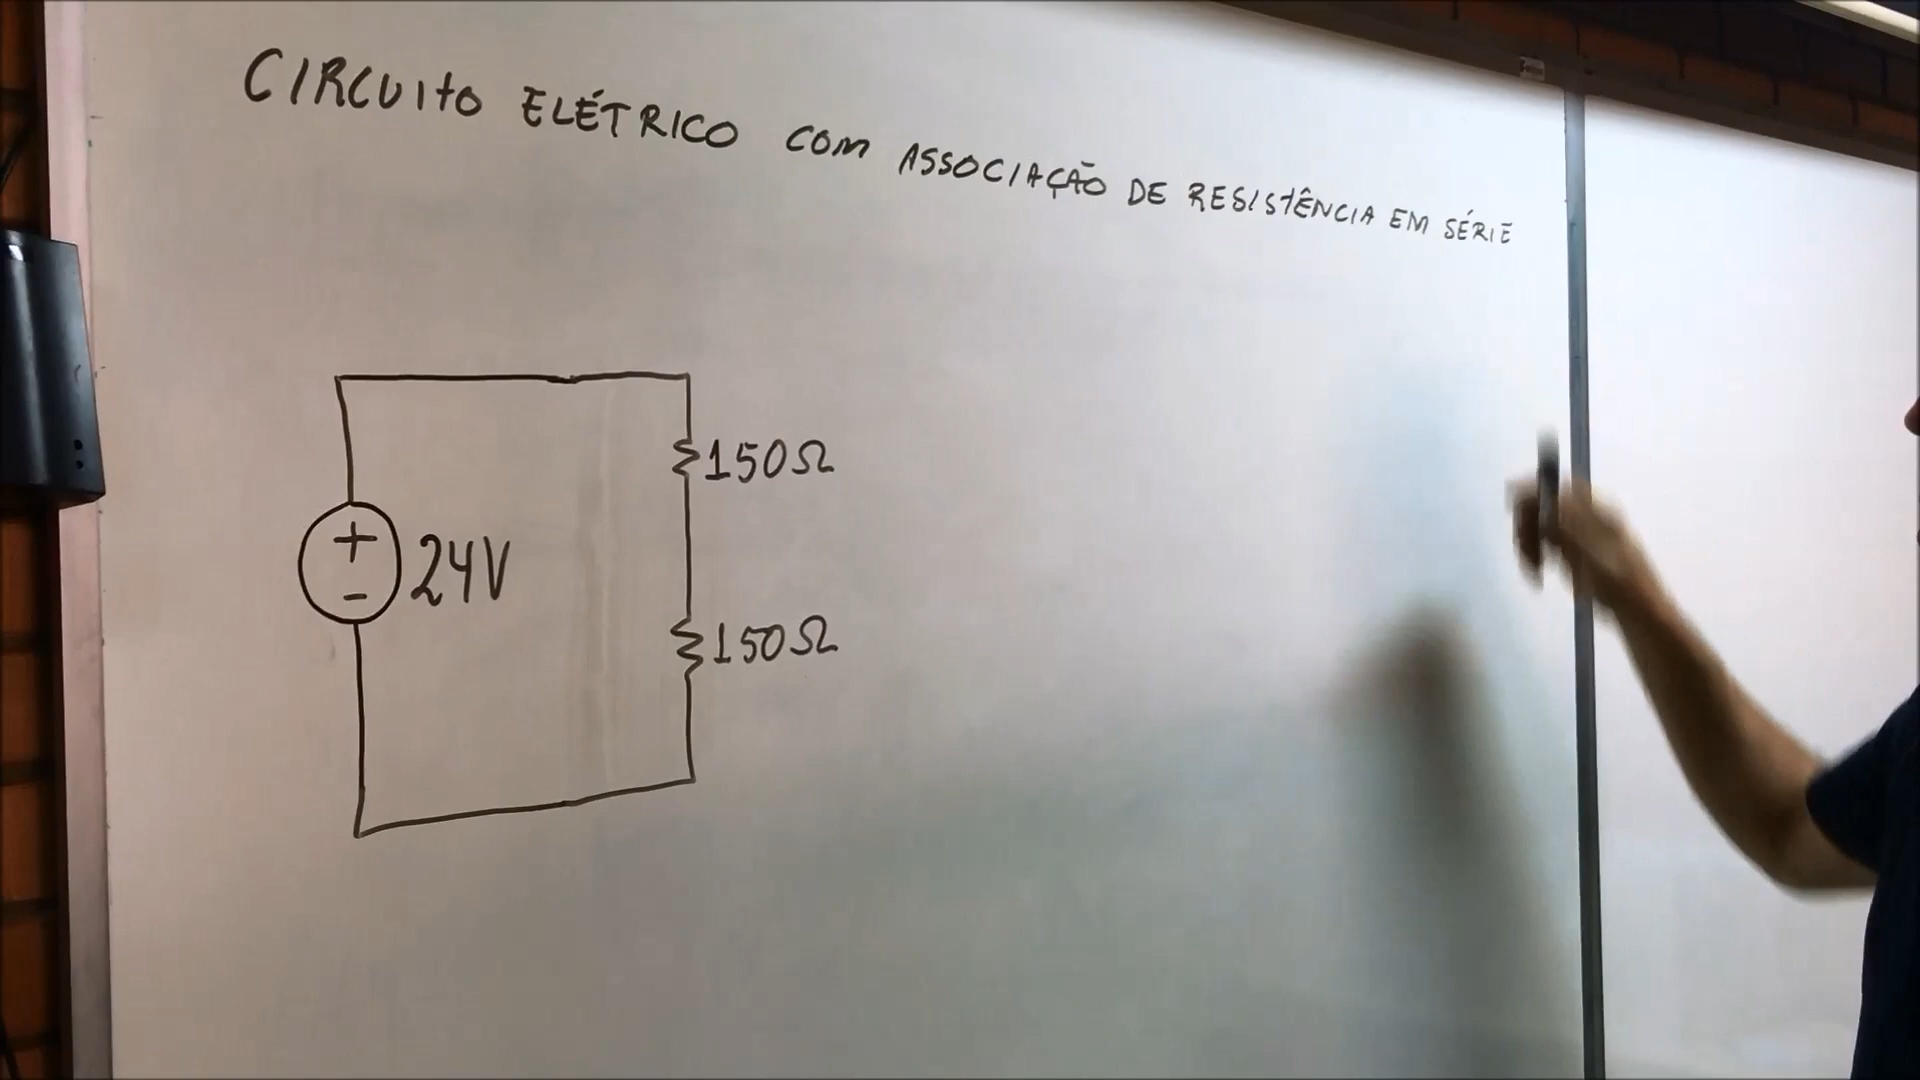 CIRCUITO ELÉTRICO COM ASSOCIAÇÃO DE RESISTÊNCIA EM SÉRIE
150Ω
+
-
24V
150Ω